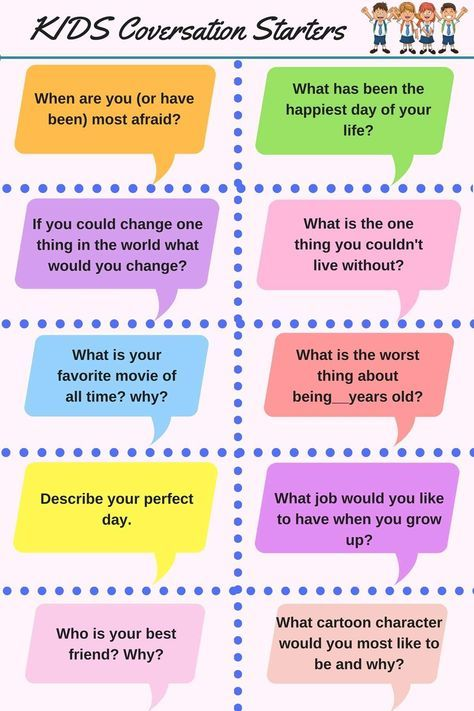 KIDS Coversation Starters
When are you (or have
been) most afraid?
What has been the
happiest day of your
life?
If you could change one
thing in the world what
would you change?
What is the one
thing you couldn't
live without?
What is your
favorite movie of
all time? why?
What is the worst
thing about
being__years old?
Describe your perfect
day.
What job would you like
to have when you grow
up?
Who is your best
friend? Why?
What cartoon character
would you most like to
be and why?